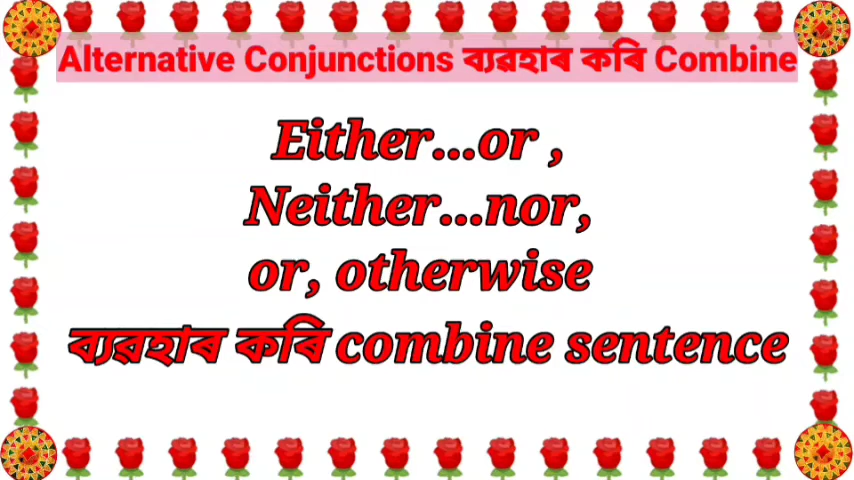 Alternative Conjunctions ব্যৱহাৰ কৰি Combine
Either...or ,
Neither...nor,
or, otherwise
ব্যৱহাৰ কৰি combine sentence